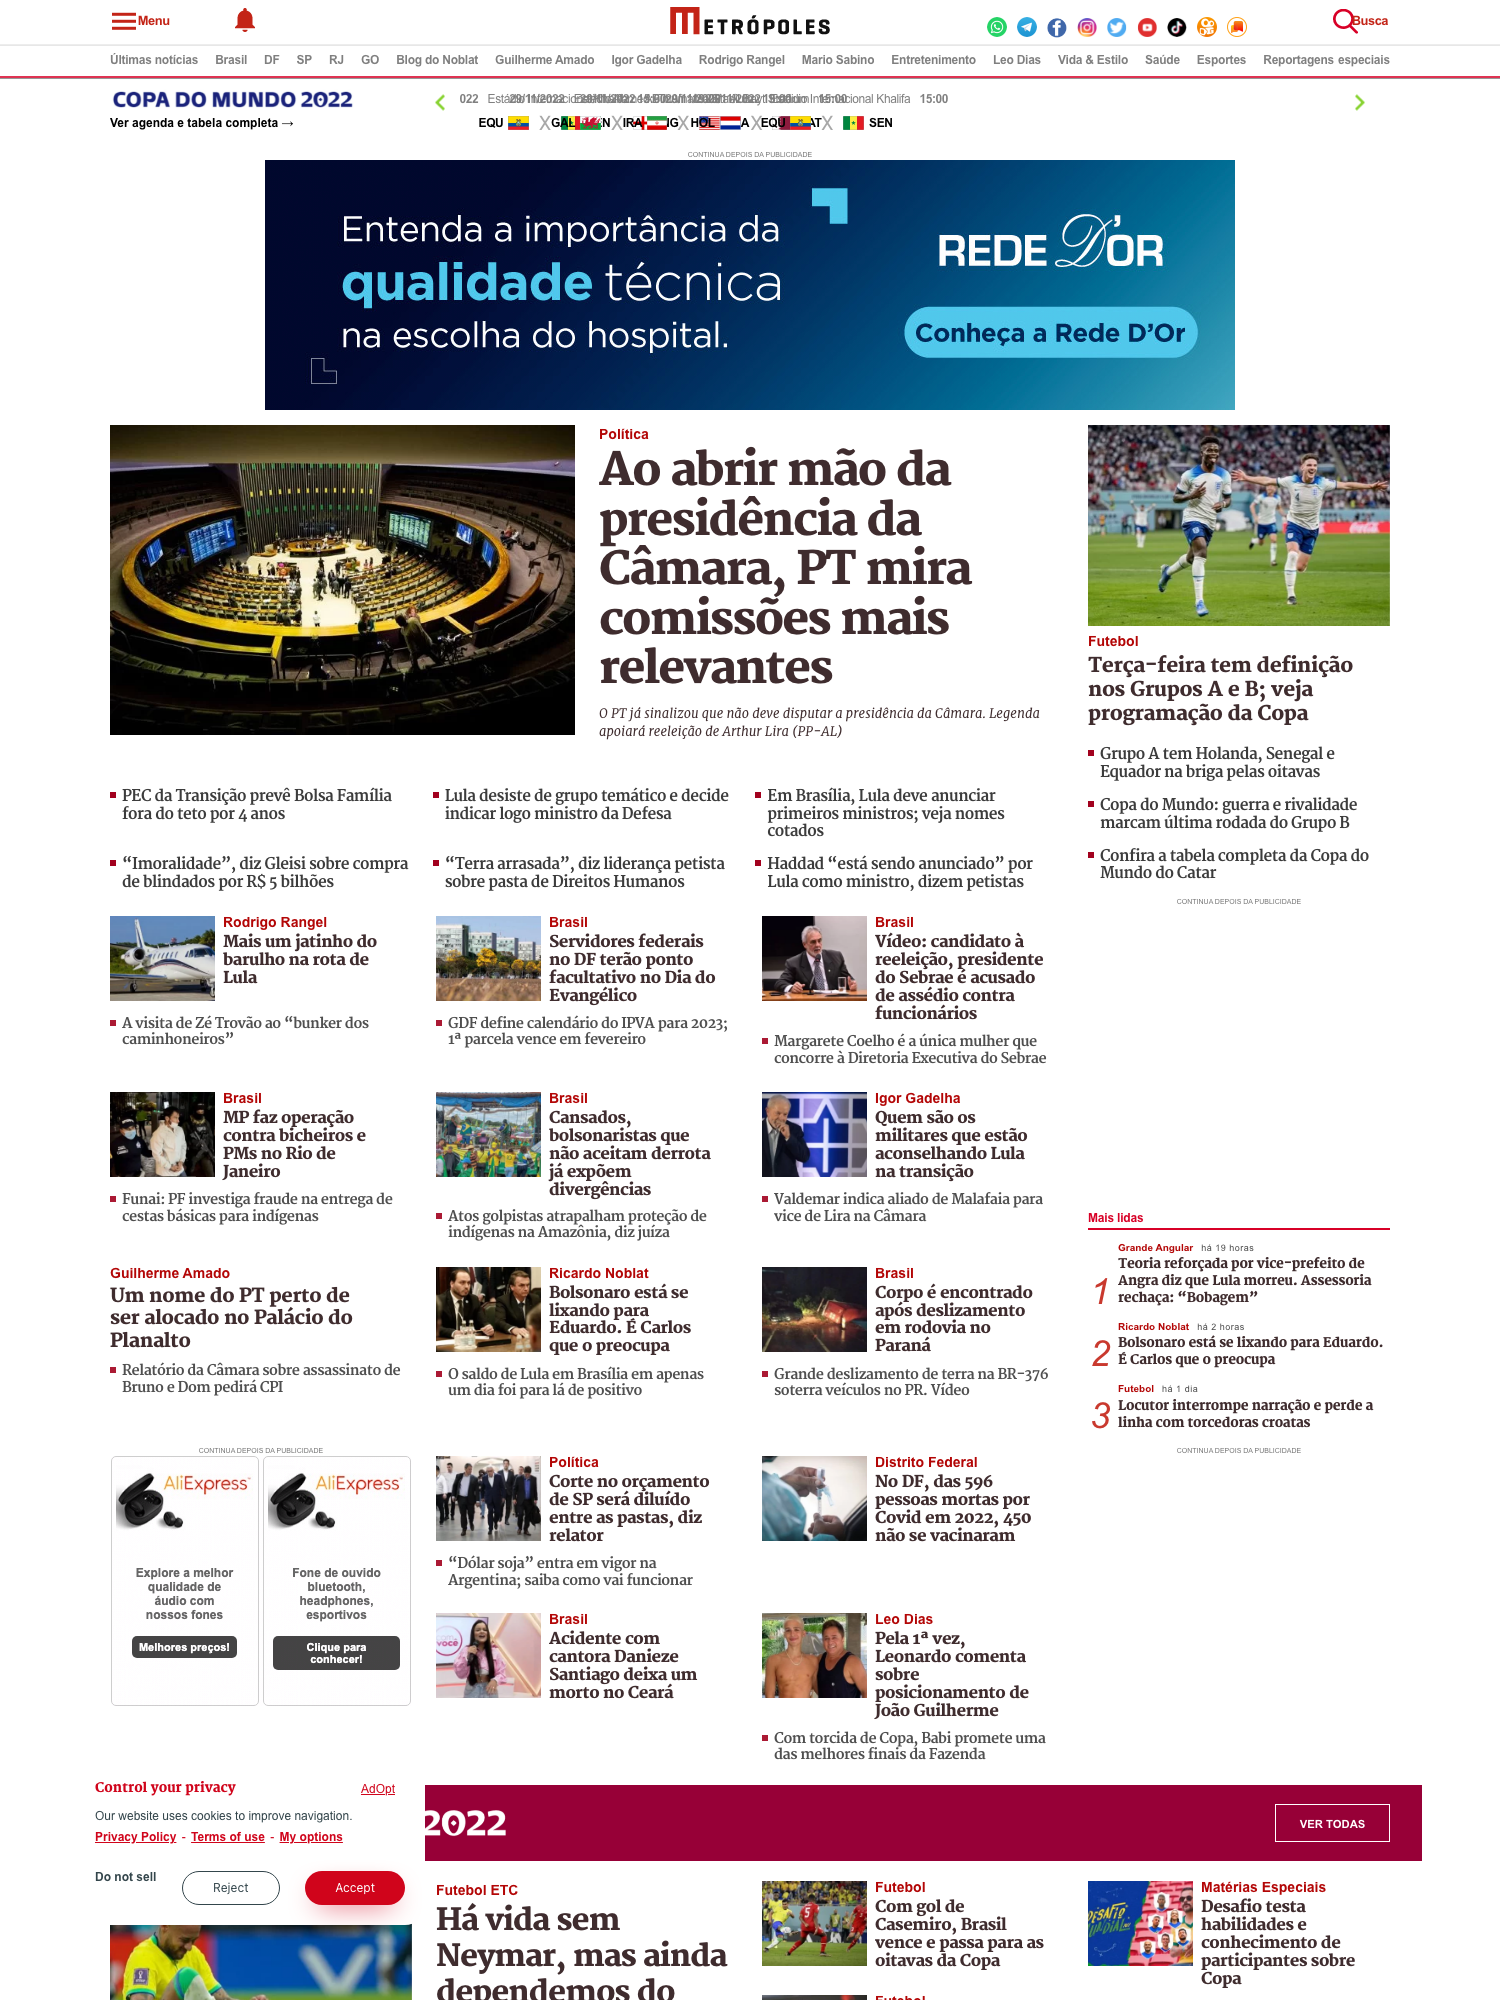 Menu
METRÓPOLES
Busca
Últimas notícias Brasil DF SP RJ GO Blog do Noblat Guilherme Amado Igor Gadelha Rodrigo Rangel Mario Sabino Entretenimento Leo Dias Vida & Estilo Saúde Esportes Reportagens especiais
COPA DO MUNDO 2022
Ver agenda e tabela completa →
022
29/11/2022
Khalifa 15:00
EQU
SEN
CONTINUA DEPOIS DA PUBLICIDADE
Entenda a importância da
qualidade técnica
na escolha do hospital.
REDE D'OR
Conheça a Rede D'Or
Política
Ao abrir mão da
presidência da
Câmara, PT mira
comissões mais
relevantes
O PT já sinalizou que não deve disputar a presidência da Câmara. Legenda
apoiará reeleição de Arthur Lira (PP-AL)
Futebol
Terça-feira tem definição
nos Grupos A e B; veja
programação da Copa
Grupo A tem Holanda, Senegal e
Equador na briga pelas oitavas
Copa do Mundo: guerra e rivalidade
marcam última rodada do Grupo B
Confira a tabela completa da Copa do
Mundo do Catar
CONTINUA DEPOIS DA PUBLICIDADE
PEC da Transição prevê Bolsa Família
fora do teto por 4 anos
Lula desiste de grupo temático e decide
indicar logo ministro da Defesa
Em Brasília, Lula deve anunciar
primeiros ministros; veja nomes
cotados
“Imoralidade”, diz Gleisi sobre compra
de blindados por R$ 5 bilhões
“Terra arrasada”, diz liderança petista
sobre pasta de Direitos Humanos
Haddad “está sendo anunciado” por
Lula como ministro, dizem petistas
Rodrigo Rangel
Mais um jatinho do
barulho na rota de
Lula
A visita de Zé Trovão ao “bunker dos
caminhoneiros”
Brasil
Servidores federais
no DF terão ponto
facultativo no Dia do
Evangélico
GDF define calendário do IPVA para 2023;
1ª parcela vence em fevereiro
Brasil
Vídeo: candidato à
reeleição, presidente
do Sebrae é acusado
de assédio contra
funcionários
Margarete Coelho é a única mulher que
concorre à Diretoria Executiva do Sebrae
Brasil
MP faz operação
contra bicheiros e
PMs no Rio de
Janeiro
Funai: PF investiga fraude na entrega de
cestas básicas para indígenas
Brasil
Cansados,
bolsonaristas que
não aceitam derrota
já expõem
divergências
Atos golpistas atrapalham proteção de
indígenas na Amazônia, diz juíza
Igor Gadelha
Quem são os
militares que estão
aconselhando Lula
na transição
Valdemar indica aliado de Malafaia para
vice de Lira na Câmara
Guilherme Amado
Um nome do PT perto de
ser alocado no Palácio do
Planalto
Relatório da Câmara sobre assassinato de
Bruno e Dom pedirá CPI
Ricardo Noblat
Bolsonaro está se
lixando para
Eduardo. É Carlos
que o preocupa
O saldo de Lula em Brasília em apenas
um dia foi para lá de positivo
Brasil
Corpo é encontrado
após deslizamento
em rodovia no
Paraná
Grande deslizamento de terra na BR-376
soterra veículos no PR. Vídeo
Mais lidas
Grande Angular há 19 horas
1
Teoria reforçada por vice-prefeito de
Angra diz que Lula morreu. Assessoria
rechaça: “Bobagem”
Ricardo Noblat há 2 horas
2
Bolsonaro está se lixando para Eduardo.
É Carlos que o preocupa
Futebol há 1 dia
3
Locutor interrompe narração e perde a
linha com torcedoras croatas
CONTINUA DEPOIS DA PUBLICIDADE
CONTINUA DEPOIS DA PUBLICIDADE
AliExpress
Explore a melhor
qualidade de
áudio com
nossos fones
Melhores preços!
AliExpress
Fone de ouvido
bluetooth,
headphones,
esportivos
Clique para
conhecer!
Política
Corte no orçamento
de SP será diluído
entre as pastas, diz
relator
“Dólar soja” entra em vigor na
Argentina; saiba como vai funcionar
Distrito Federal
No DF, das 596
pessoas mortas por
Covid em 2022, 450
não se vacinaram
Brasil
Acidente com
cantora Danieze
Santiago deixa um
morto no Ceará
você
Leo Dias
Pela 1ª vez,
Leonardo comenta
sobre
posicionamento de
João Guilherme
Com torcida de Copa, Babi promete uma
das melhores finais da Fazenda
Control your privacy
AdOpt
Our website uses cookies to improve navigation.
Privacy Policy - Terms of use - My options
Do not sell
Reject
Accept
2022
VER TODAS
Futebol ETC
Há vida sem
Neymar, mas ainda
dependemos do
Futebol
Com gol de
Casemiro, Brasil
vence e passa para as
oitavas da Copa
Futebol
Matérias Especiais
Desafio testa
habilidades e
conhecimento de
participantes sobre
Copa